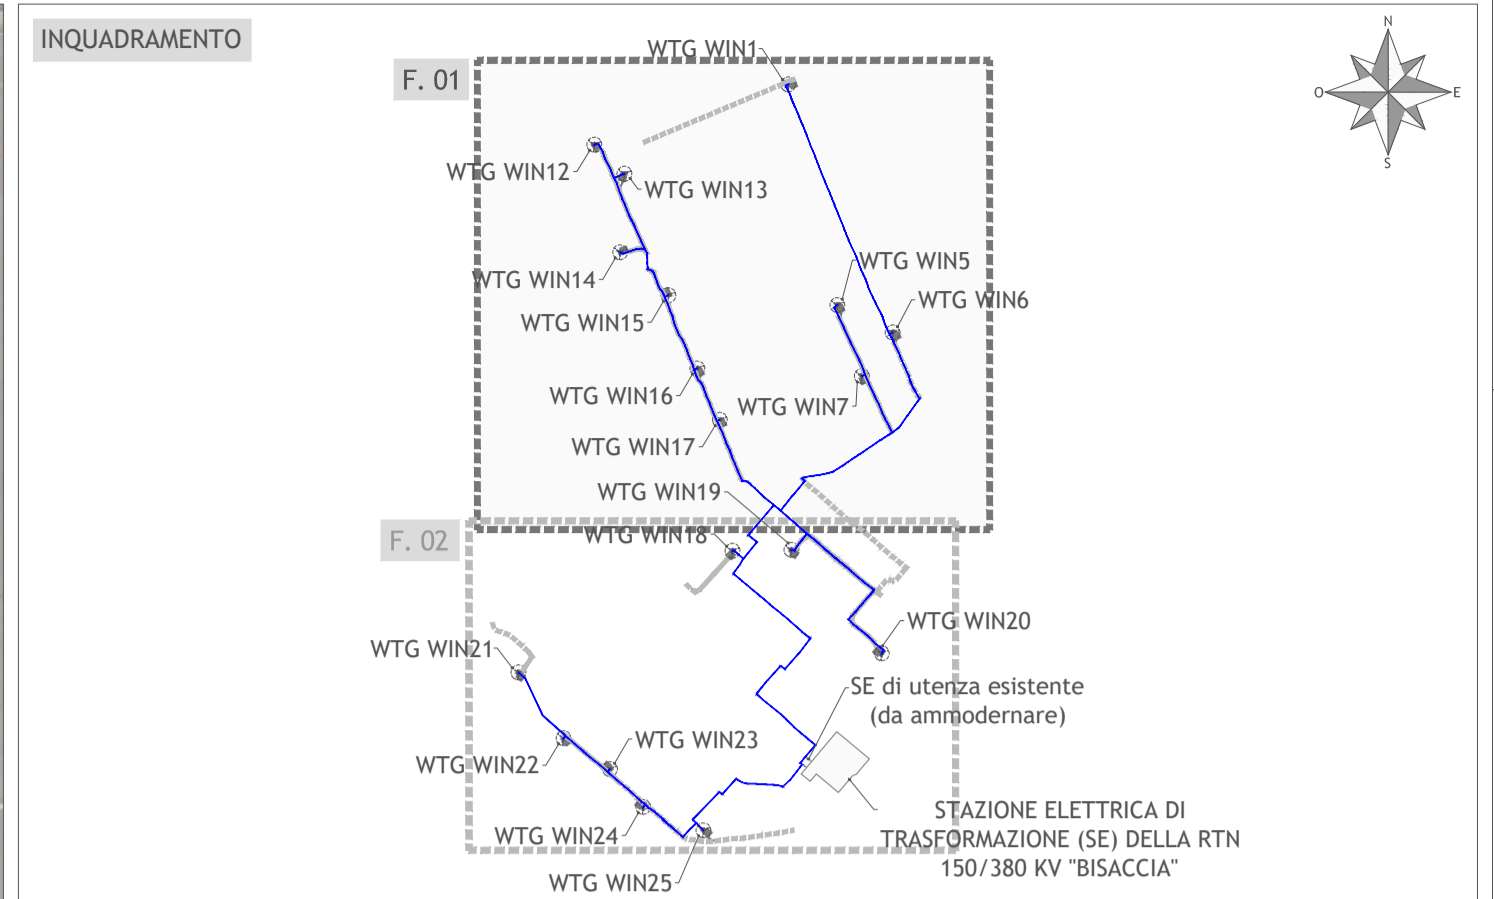 INQUADRAMENTO
N
WTG WIN1
F. 01
O
E
S
WTG WIN12
WTG WIN13
WTG WIN5
WTG WIN14
WTG WIN6
WTG WIN15
WTG WIN16
WTG WIN7
WTG WIN17
WTG WIN19
WTG WIN18
F. 02
WTG WIN20
WTG WIN21
SE di utenza esistente
(da ammodernare)
WTG WIN23
WTG WIN22
STAZIONE ELETTRICA DI
TRASFORMAZIONE (SE) DELLA RTN
150/380 KV "BISACCIA"
WTG WIN24
WTG WIN25